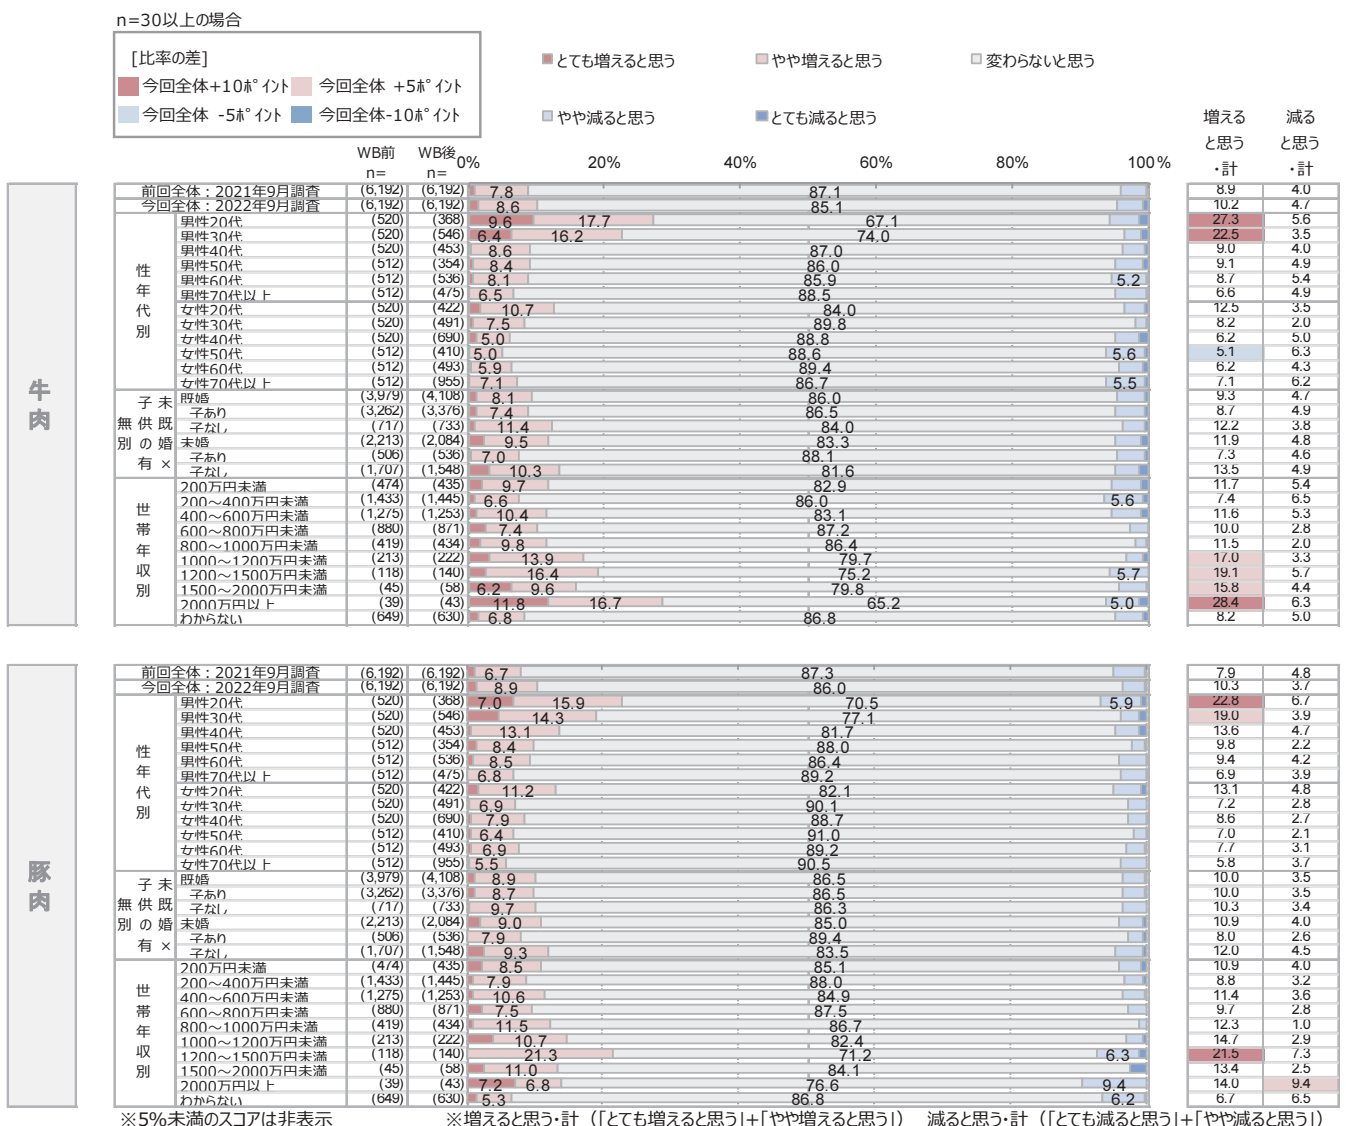 n=30以上の場合
[比率の差]
今回全体+10ﾎﾟｲﾝﾄ 今回全体 +5ﾎﾟｲﾝﾄ
今回全体 -5ﾎﾟｲﾝﾄ 今回全体-10ﾎﾟｲﾝﾄ
とても増えると思う やや増えると思う 変わらないと思う
やや減ると思う とても減ると思う
増えると思う・計 減ると思う・計
WB前 n= WB後 n= 0% 20% 40% 60% 80% 100%
牛肉
前回全体：2021年9月調査 (6,192) (6,192) 7.8 87.1 8.9 4.0
今回全体：2022年9月調査 (6,192) (6,192) 8.6 85.1 10.2 4.7
性年代別
男性20代 (520) (368) 9.6 17.7 67.1 27.3 5.6
男性30代 (520) (546) 6.4 16.2 74.0 22.5 3.5
男性40代 (520) (453) 8.6 87.0 9.0 4.0
男性50代 (512) (354) 8.4 86.0 9.1 4.9
男性60代 (512) (536) 8.1 85.9 5.2 8.7 5.4
男性70代以上 (512) (475) 6.5 88.5 6.6 4.9
女性20代 (520) (422) 10.7 84.0 12.5 3.5
女性30代 (520) (491) 7.5 89.8 8.2 2.0
女性40代 (520) (690) 5.0 88.8 6.2 5.0
女性50代 (512) (410) 5.0 88.6 5.6 5.1 6.3
女性60代 (512) (493) 5.9 89.4 6.2 4.3
女性70代以上 (512) (955) 7.1 86.7 5.5 7.1 6.2
未既婚×子供の有無別
既婚 (3,979) (4,108) 8.1 86.0 9.3 4.7
子あり (3,262) (3,376) 7.4 86.5 8.7 4.9
子なし (717) (733) 11.4 84.0 12.2 3.8
未婚 (2,213) (2,084) 9.5 83.3 11.9 4.8
子あり (506) (536) 7.0 88.1 7.3 4.6
子なし (1,707) (1,548) 10.3 81.6 13.5 4.9
世帯年収別
200万円未満 (474) (435) 9.7 82.9 11.7 5.4
200～400万円未満 (1,433) (1,445) 6.6 86.0 5.6 7.4 6.5
400～600万円未満 (1,275) (1,253) 10.4 83.1 11.6 5.3
600～800万円未満 (880) (871) 7.4 87.2 10.0 2.8
800～1000万円未満 (419) (434) 9.8 86.4 11.5 2.0
1000～1200万円未満 (213) (222) 13.9 79.7 17.0 3.3
1200～1500万円未満 (118) (140) 16.4 75.2 5.7 19.1 5.7
1500～2000万円未満 (45) (58) 6.2 9.6 79.8 15.8 4.4
2000万円以上 (39) (43) 11.8 16.7 65.2 5.0 28.4 6.3
わからない (649) (630) 6.8 86.8 8.2 5.0
豚肉
前回全体：2021年9月調査 (6,192) (6,192) 6.7 87.3 7.9 4.8
今回全体：2022年9月調査 (6,192) (6,192) 8.9 86.0 10.3 3.7
性年代別
男性20代 (520) (368) 7.0 15.9 70.5 5.9 22.8 6.7
男性30代 (520) (546) 14.3 77.1 19.0 3.9
男性40代 (520) (453) 13.1 81.7 13.6 4.7
男性50代 (512) (354) 8.4 88.0 9.8 2.2
男性60代 (512) (536) 8.5 86.4 9.4 4.2
男性70代以上 (512) (475) 6.8 89.2 6.9 3.9
女性20代 (520) (422) 11.2 82.1 13.1 4.8
女性30代 (520) (491) 6.9 90.1 7.2 2.8
女性40代 (520) (690) 7.9 88.7 8.6 2.7
女性50代 (512) (410) 6.4 91.0 7.0 2.1
女性60代 (512) (493) 6.9 89.2 7.7 3.1
女性70代以上 (512) (955) 5.5 90.5 5.8 3.7
未既婚×子供の有無別
既婚 (3,979) (4,108) 8.9 86.5 10.0 3.5
子あり (3,262) (3,376) 8.7 86.5 10.0 3.5
子なし (717) (733) 9.7 86.3 10.3 3.4
未婚 (2,213) (2,084) 9.0 85.0 10.9 4.0
子あり (506) (536) 7.9 89.4 8.0 2.6
子なし (1,707) (1,548) 9.3 83.5 12.0 4.5
世帯年収別
200万円未満 (474) (435) 8.5 85.1 10.9 4.0
200～400万円未満 (1,433) (1,445) 7.9 88.0 8.8 3.2
400～600万円未満 (1,275) (1,253) 10.6 84.9 11.4 3.6
600～800万円未満 (880) (871) 7.5 87.5 9.7 2.8
800～1000万円未満 (419) (434) 11.5 86.7 12.3 1.0
1000～1200万円未満 (213) (222) 10.7 82.4 14.7 2.9
1200～1500万円未満 (118) (140) 21.3 71.2 6.3 21.5 7.3
1500～2000万円未満 (45) (58) 11.0 84.1 13.4 2.5
2000万円以上 (39) (43) 7.2 6.8 76.6 9.4 14.0 9.4
わからない (649) (630) 5.3 86.8 6.2 6.7 6.5
※5%未満のスコアは非表示 ※増えると思う・計（「とても増えると思う」+「やや増えると思う」） 減ると思う・計（「とても減ると思う」+「やや減ると思う」）